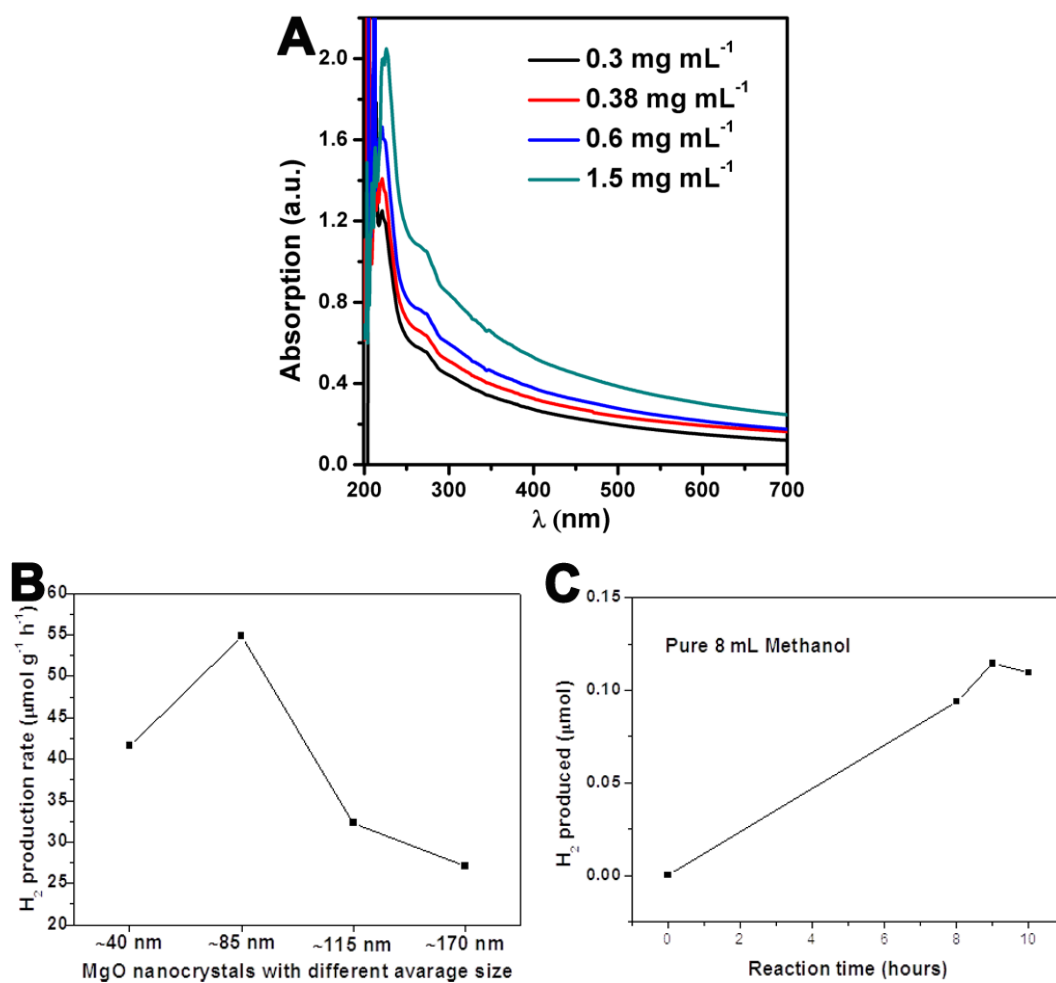 A
2.0
1.6
1.2
0.8
0.4
0.0
Absorption (a.u.)
0.3 mg mL⁻¹
0.38 mg mL⁻¹
0.6 mg mL⁻¹
1.5 mg mL⁻¹
200 300 400 500 600 700
λ (nm)
B
60
55
50
45
40
35
30
25
20
H₂ production rate (μmol g⁻¹ h⁻¹)
~40 nm ~85 nm ~115 nm ~170 nm
MgO nanocrystals with different avarage size
C
0.15
0.10
0.05
0.00
H₂ produced (μmol)
Pure 8 mL Methanol
0 2 4 6 8 10
Reaction time (hours)